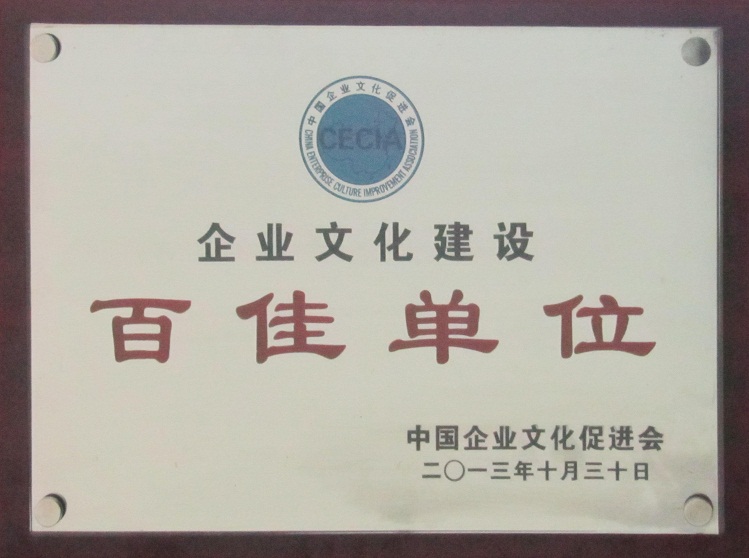 中国企业文化促进会
CECIA
CHINA ENTERPRISE CULTURE IMPROVEMENT ASSOCIATION
企业文化建设
百佳单位
中国企业文化促进会
二〇一三年十月三十日